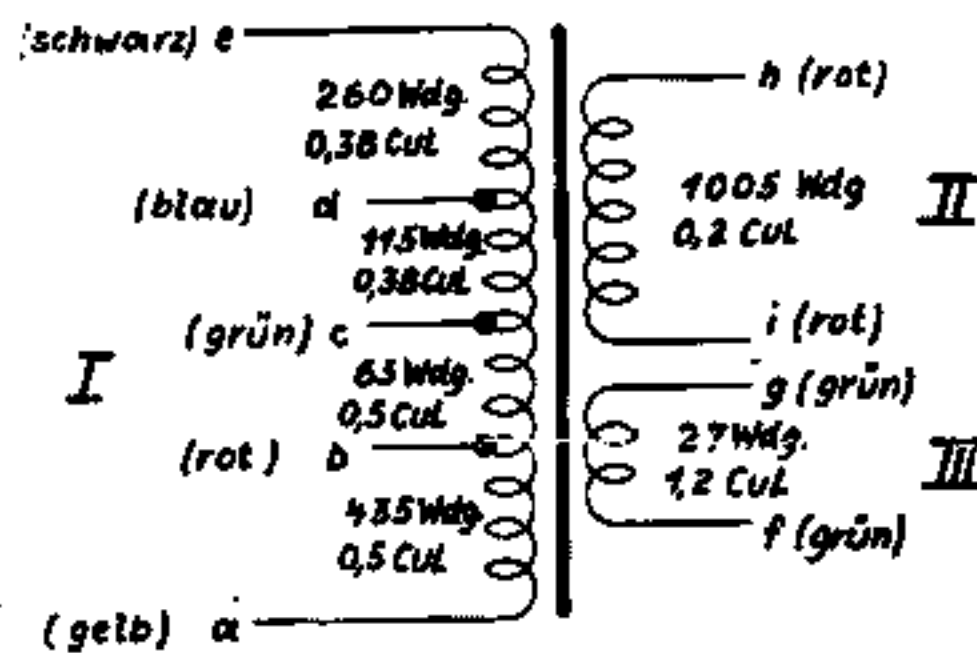 (schwarz) e
260 Wdg.
0,38 CuL
(blau) d
115 Wdg.
0,38 CuL
(grün) c
I
65 Wdg.
0,5 CuL
(rot) b
435 Wdg.
0,5 CuL
(gelb) a
h (rot)
1005 Wdg
0,2 CuL
II
i (rot)
g (grün)
27 Wdg.
1,2 CuL
III
f (grün)